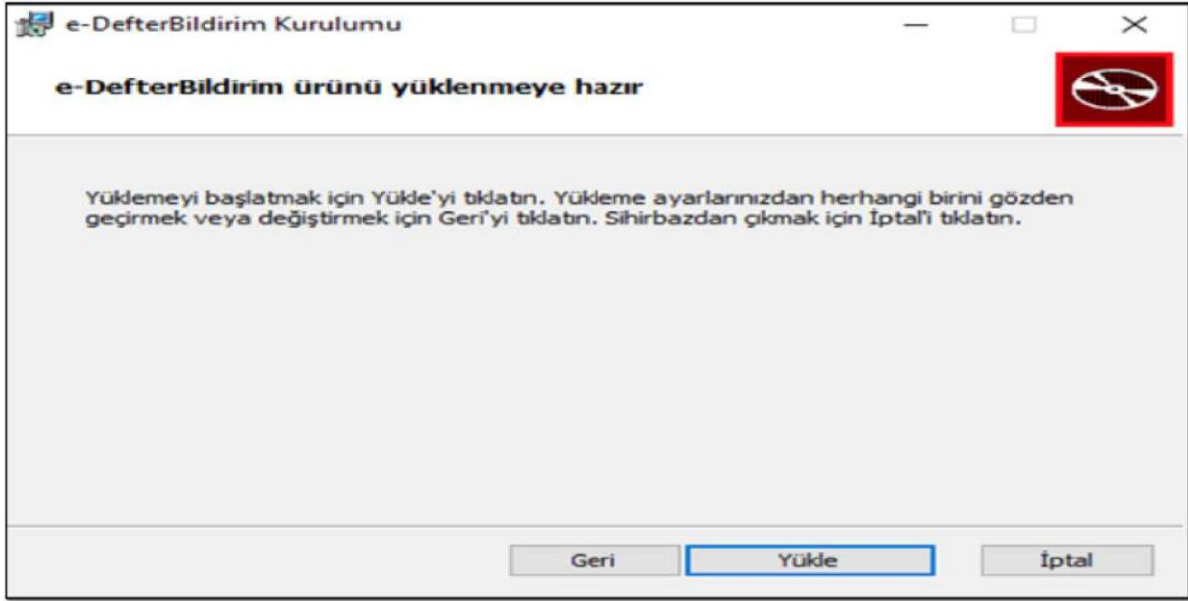 e-DefterBildirim Kurulumu
e-DefterBildirim ürünü yüklenmeye hazır
Yüklemeyi başlatmak için Yükle'yi tıklatın. Yükleme ayarlarınızdan herhangi birini gözden
geçirmek veya değiştirmek için Geri'yi tıklatın. Sihirbazdan çıkmak için İptal'i tıklatın.
Geri Yükle İptal